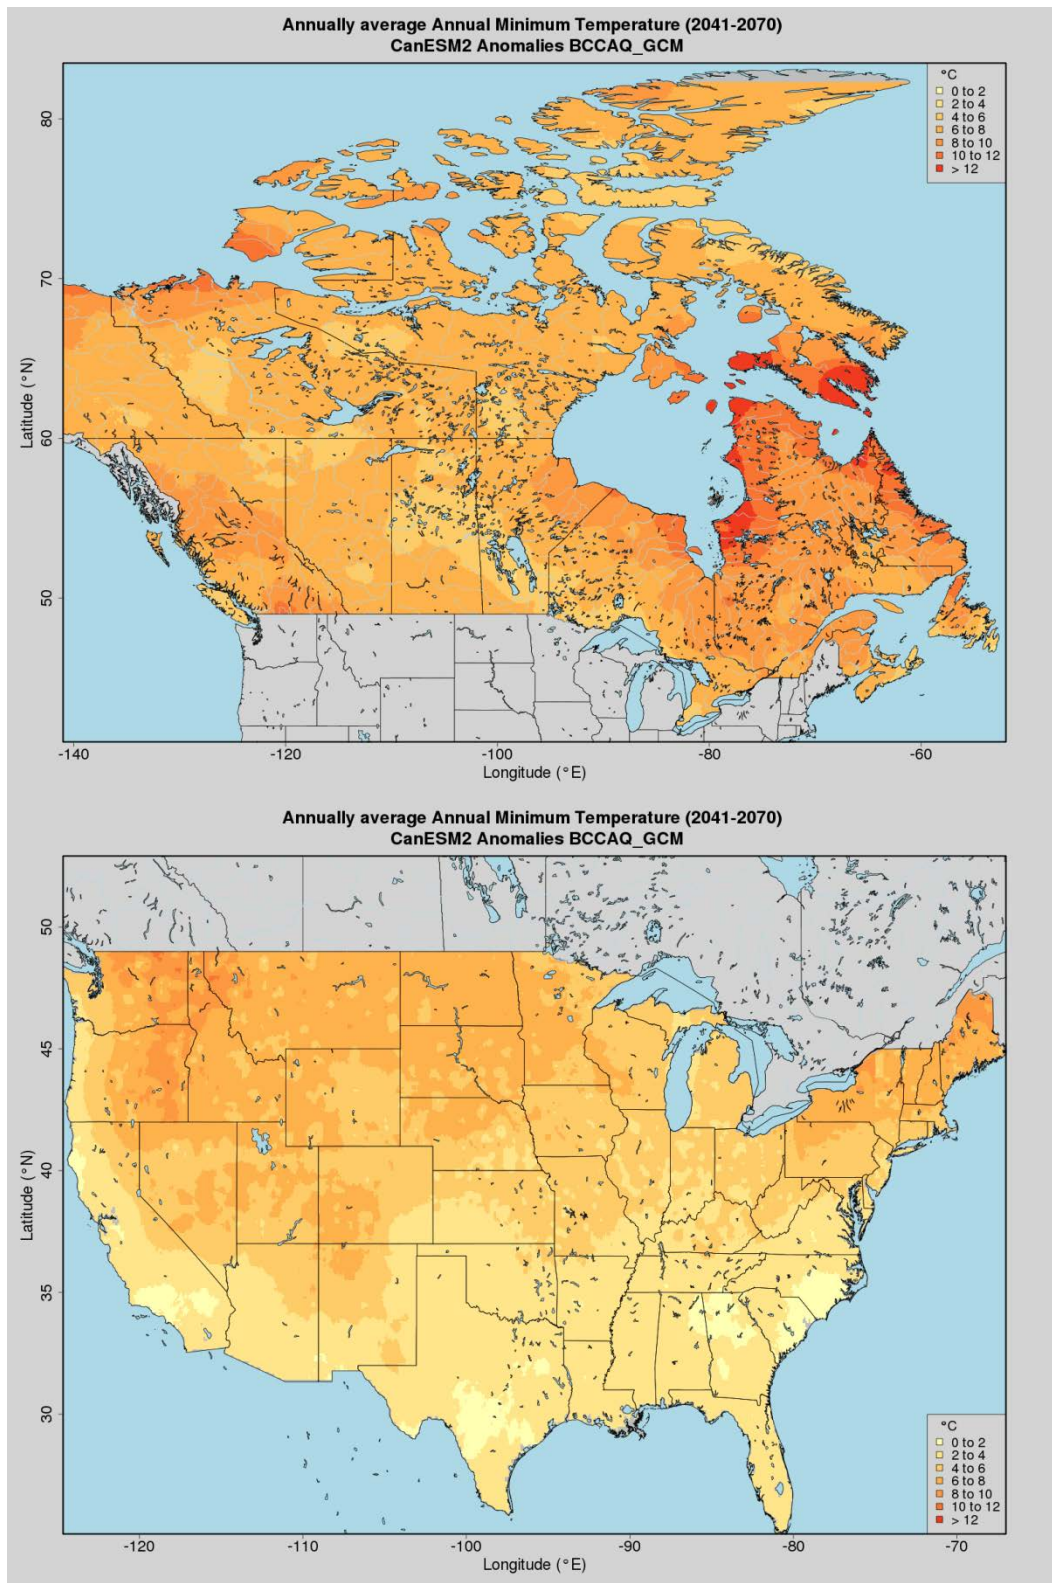 Annually average Annual Minimum Temperature (2041-2070)
CanESM2 Anomalies BCCAQ_GCM
°C
0 to 2
2 to 4
4 to 6
6 to 8
8 to 10
10 to 12
> 12
80
70
60
50
Latitude (°N)
-140
-120
-100
-80
-60
Longitude (°E)
Annually average Annual Minimum Temperature (2041-2070)
CanESM2 Anomalies BCCAQ_GCM
50
45
40
35
30
Latitude (°N)
°C
0 to 2
2 to 4
4 to 6
6 to 8
8 to 10
10 to 12
> 12
-120
-110
-100
-90
-80
-70
Longitude (°E)